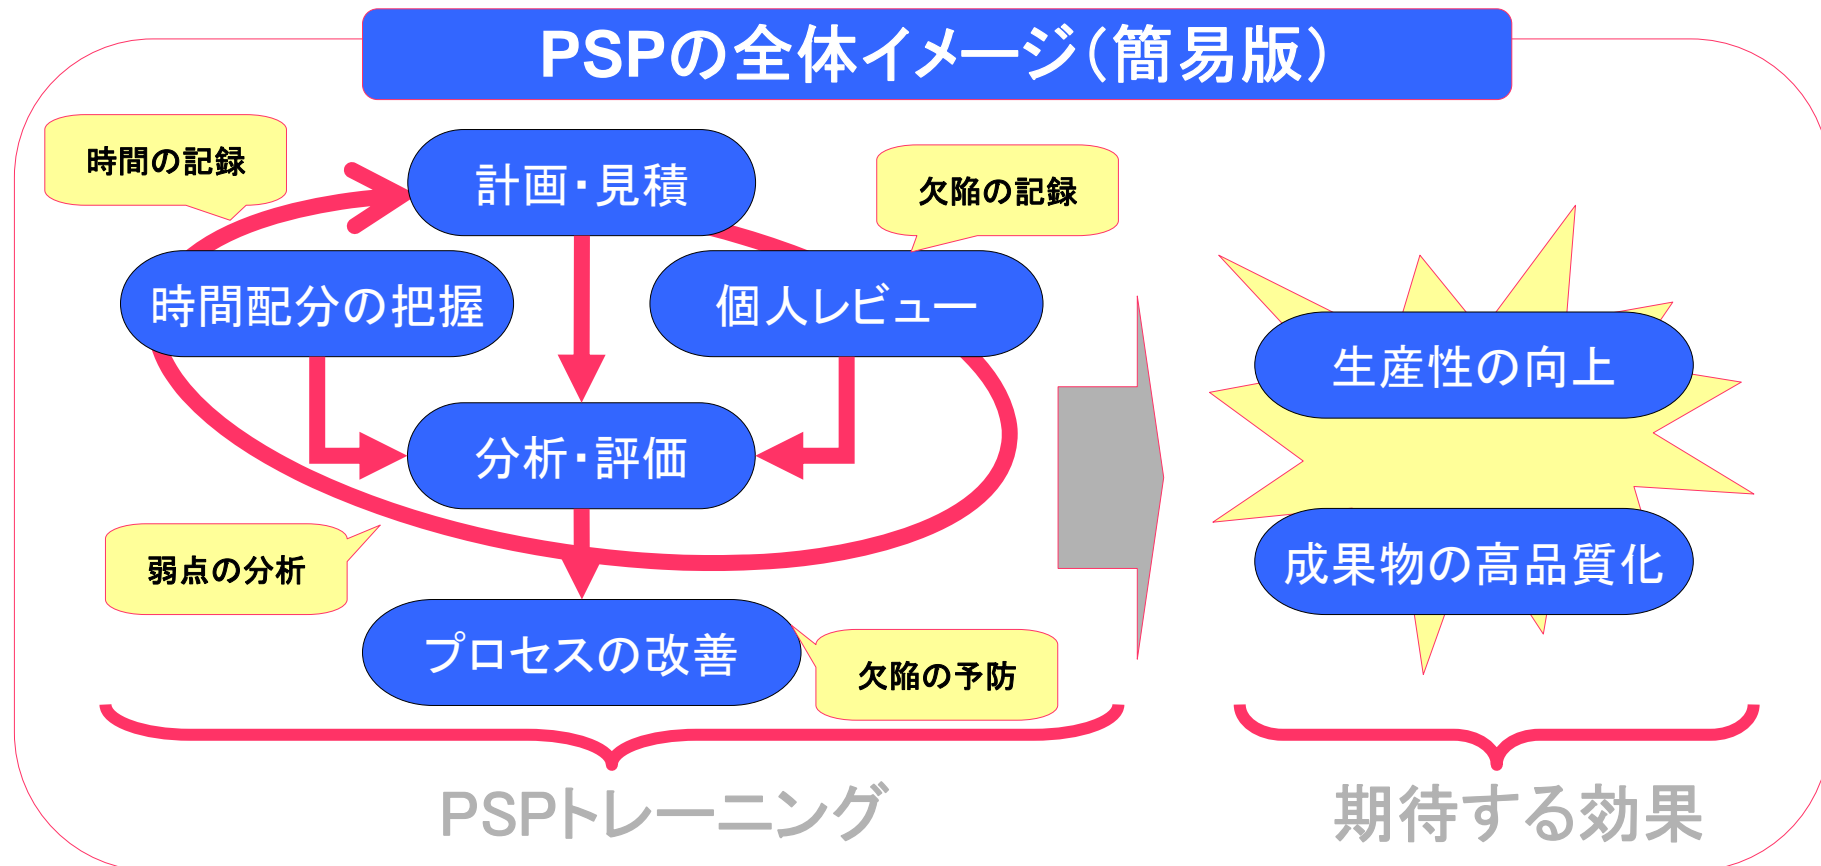 PSPの全体イメージ（簡易版）
時間の記録
計画・見積
欠陥の記録
時間配分の把握
個人レビュー
分析・評価
弱点の分析
プロセスの改善
欠陥の予防
PSPトレーニング
生産性の向上
成果物の高品質化
期待する効果